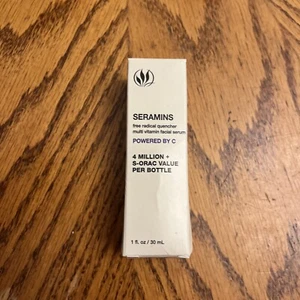 SERAMINS
free radical quencher
multi vitamin facial serum
POWERED BY C
4 MILLION +
S-ORAC VALUE
PER BOTTLE
1 fl. oz / 30 mL